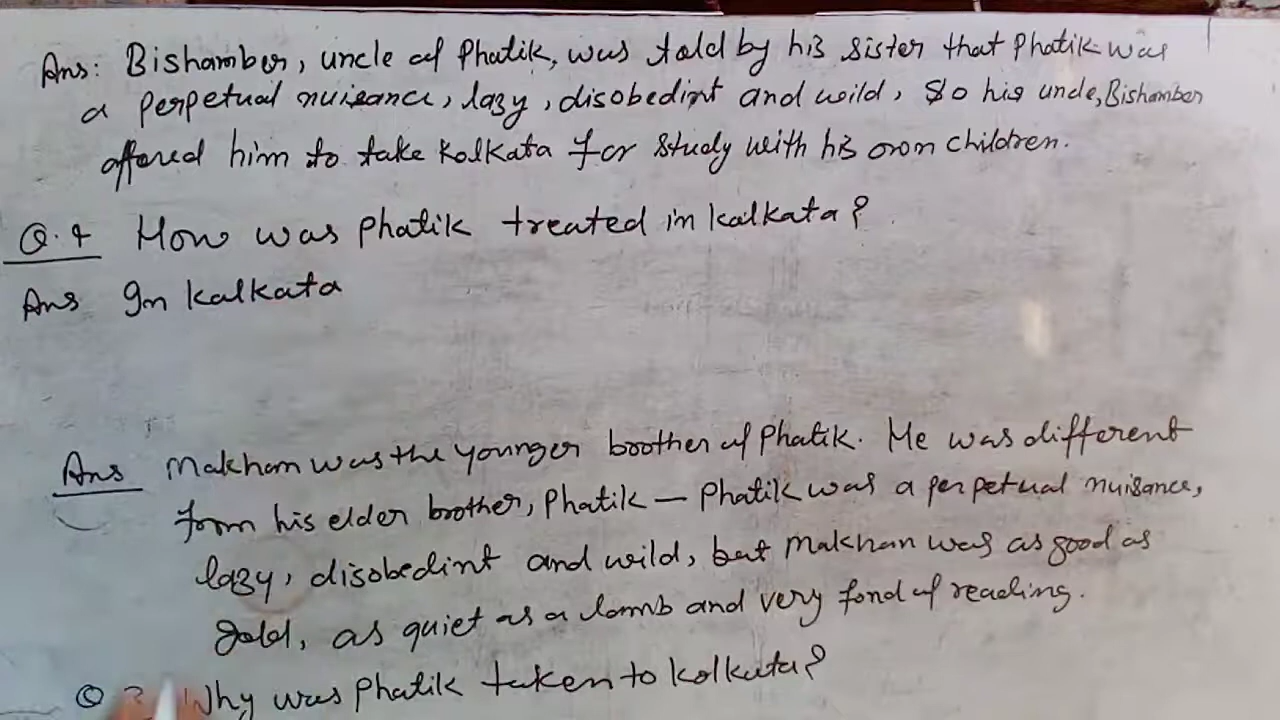 Ans: Bishamber, uncle of Phatik, was told by his sister that Phatik was
a perpetual nuisance, lazy, disobedint and wild, So his uncle, Bishamber
offered him to take Kolkata for study with his own children.
Q.4 How was Phatik treated in kalkata?
Ans In kalkata
Ans Makhan was the younger broother of Phatik. He was different
from his elder brother, Phatik — Phatik was a perpetual nuisance,
lazy, disobedint and wild, but Makhan was as good as
gold, as quiet as a lamb and very fond of reading.
Q Why was Phatik taken to kolkata?